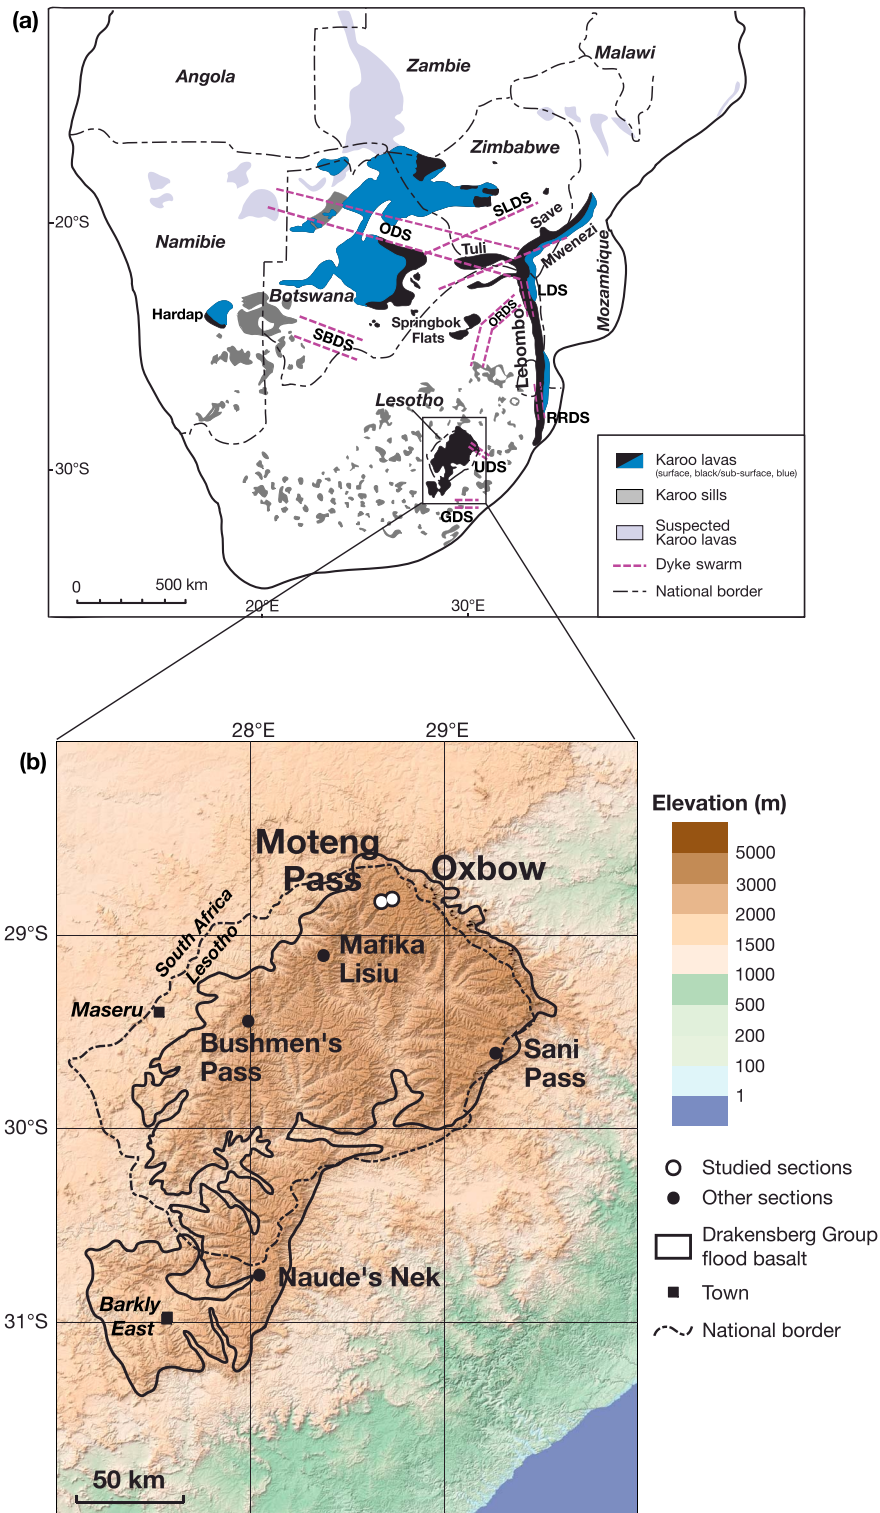 (a)
Angola
Zambie
Malawi
Zimbabwe
20°S
Namibie
ODS
SLDS
Save
Tuli
Mwenezi
Mozambique
Botswana
LDS
Hardap
SBDS
Springbok
Flats
ORDS
Lebombo
Lesotho
RRDS
30°S
UDS
GDS
Karoo lavas
(surface, black/sub-surface, blue)
Karoo sills
Suspected
Karoo lavas
Dyke swarm
National border
0
500 km
20°E
30°E
(b)
28°E
29°E
Moteng
Pass
Oxbow
South Africa
Lesotho
29°S
Mafika
Lisiu
Maseru
Bushmen's
Pass
Sani
Pass
30°S
Naude's Nek
Barkly
East
31°S
50 km
Elevation (m)
5000
3000
2000
1500
1000
500
200
100
1
Studied sections
Other sections
Drakensberg Group
flood basalt
Town
National border